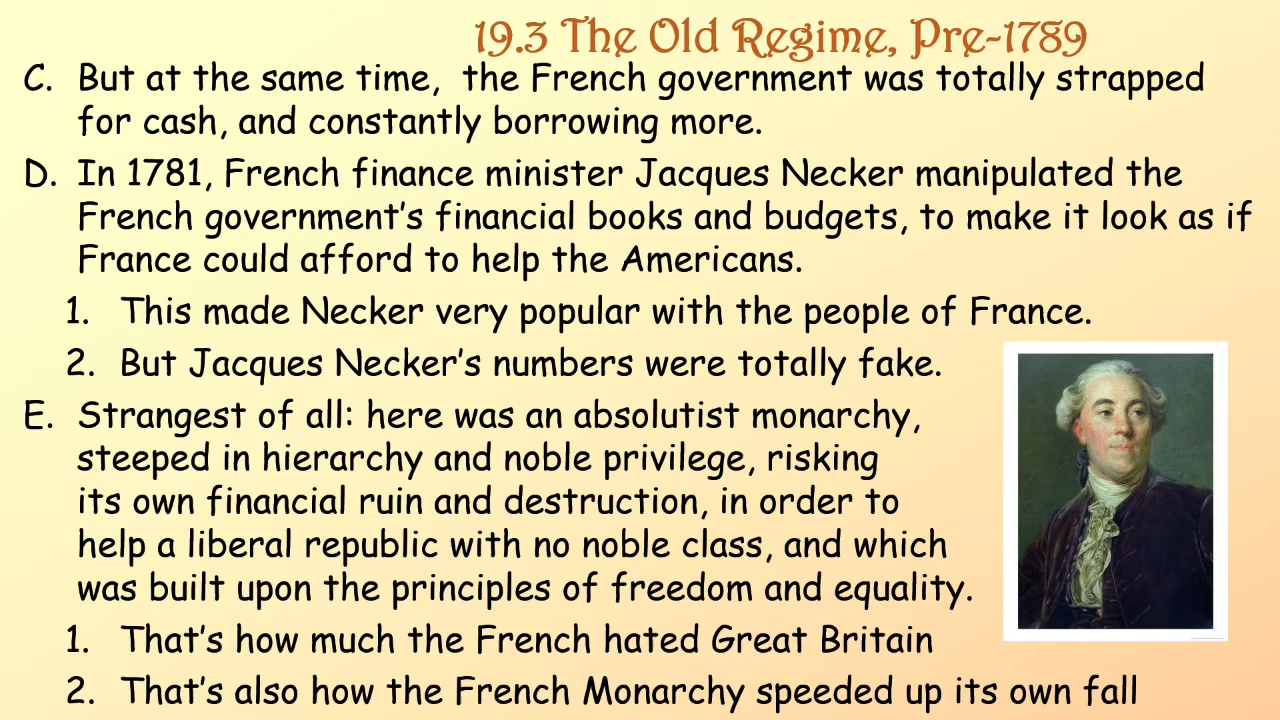 19.3 The Old Regime, Pre-1789
C. But at the same time, the French government was totally strapped
for cash, and constantly borrowing more.
D. In 1781, French finance minister Jacques Necker manipulated the
French government's financial books and budgets, to make it look as if
France could afford to help the Americans.
1. This made Necker very popular with the people of France.
2. But Jacques Necker's numbers were totally fake.
E. Strangest of all: here was an absolutist monarchy,
steeped in hierarchy and noble privilege, risking
its own financial ruin and destruction, in order to
help a liberal republic with no noble class, and which
was built upon the principles of freedom and equality.
1. That's how much the French hated Great Britain
2. That's also how the French Monarchy speeded up its own fall